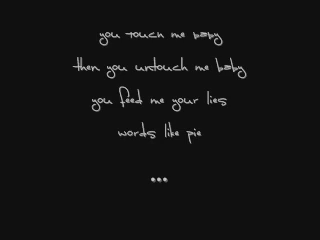 you touch me baby
then you untouch me baby
you feed me your lies
words like pie
...